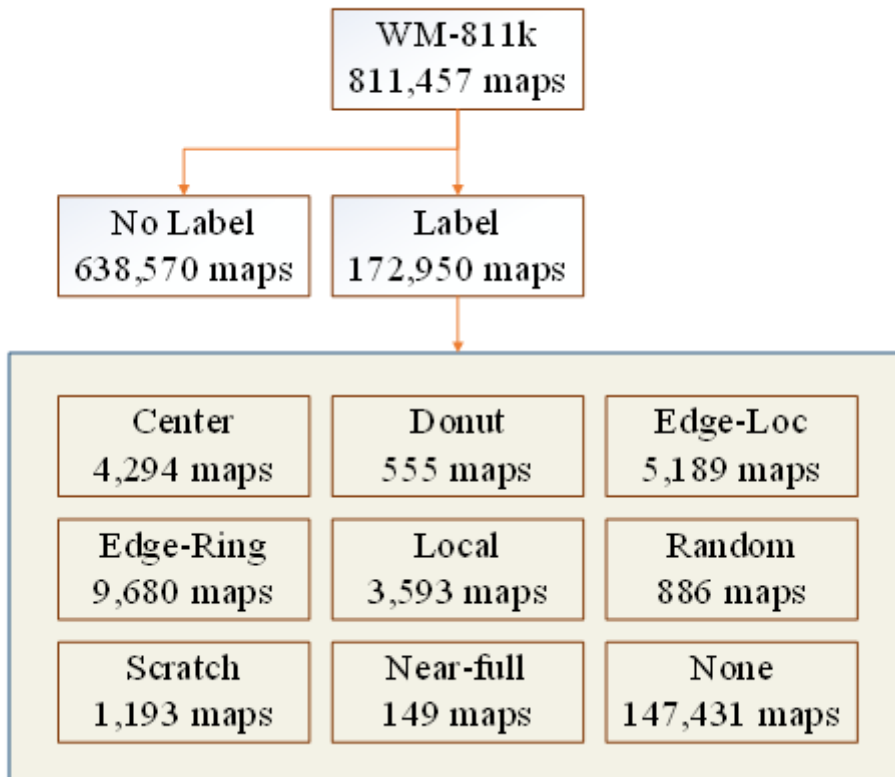 WM-811k
811,457 maps
No Label
638,570 maps
Label
172,950 maps
Center
4,294 maps
Donut
555 maps
Edge-Loc
5,189 maps
Edge-Ring
9,680 maps
Local
3,593 maps
Random
886 maps
Scratch
1,193 maps
Near-full
149 maps
None
147,431 maps